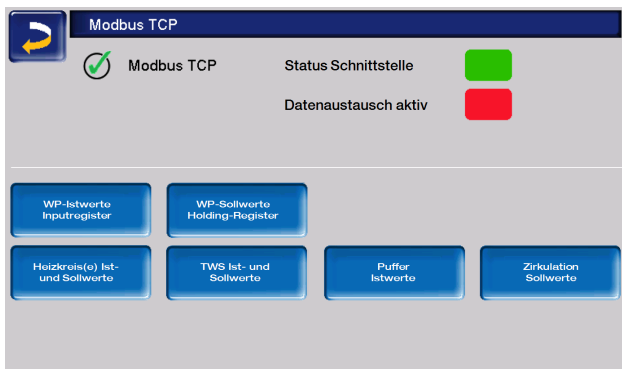 Modbus TCP
Modbus TCP
Status Schnittstelle
Datenaustausch aktiv
WP-Istwerte
Inputregister
WP-Sollwerte
Holding-Register
Heizkreis(e) Ist-
und Sollwerte
TWS Ist- und
Sollwerte
Puffer
Istwerte
Zirkulation
Sollwerte